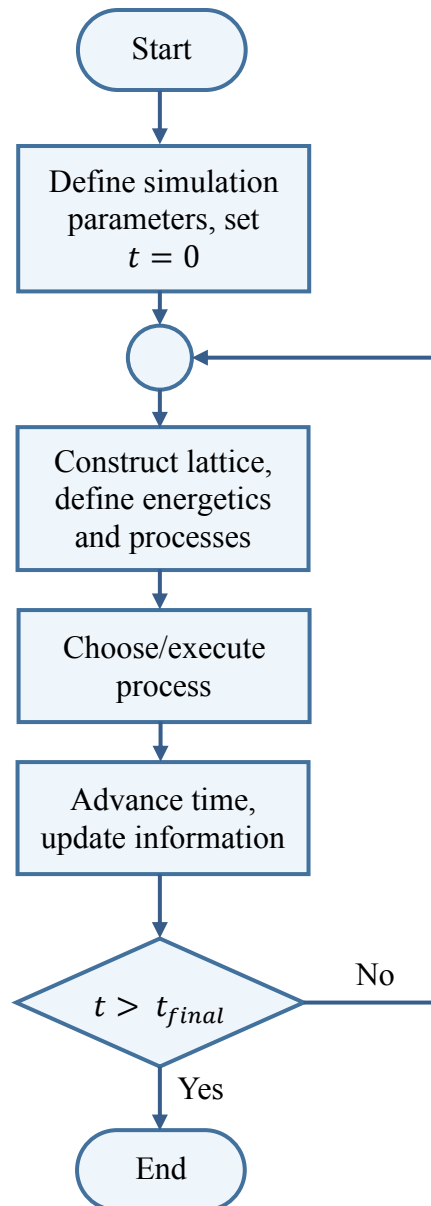 Start
Define simulation
parameters, set
𝑡 = 0
Construct lattice,
define energetics
and processes
Choose/execute
process
Advance time,
update information
𝑡 > 𝑡𝑓𝑖𝑛𝑎𝑙
No
Yes
End